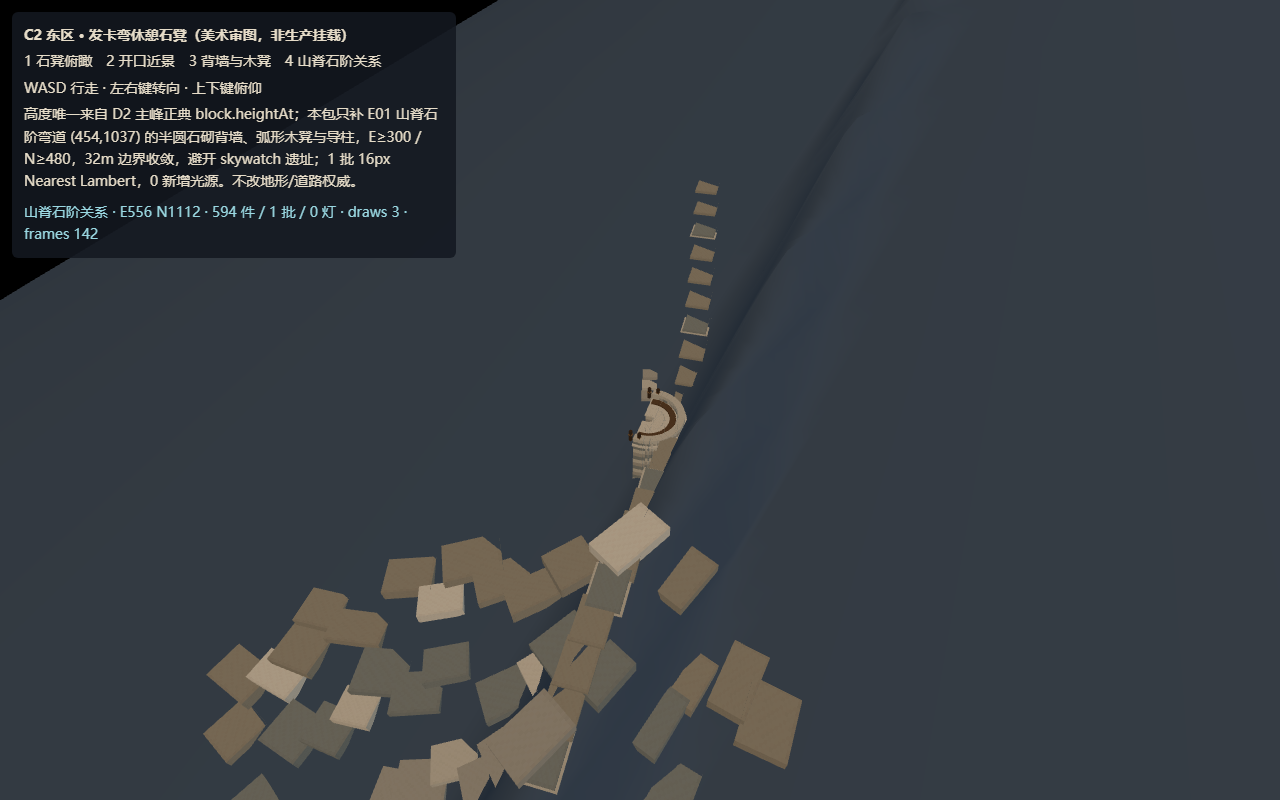 C2 东区 • 发卡弯休憩石凳（美术审图，非生产挂载）
1 石凳俯瞰 2 开口近景 3 背墙与木凳 4 山脊石阶关系
WASD 行走 · 左右键转向 · 上下键俯仰
高度唯一来自 D2 主峰正典 block.heightAt；本包只补 E01 山脊石
阶弯道 (454,1037) 的半圆石砌背墙、弧形木凳与导柱，E≥300 /
N≥480，32m 边界收敛，避开 skywatch 遗址；1 批 16px
Nearest Lambert，0 新增光源。不改地形/道路权威。
山脊石阶关系 · E556 N1112 · 594 件 / 1 批 / 0 灯 · draws 3 ·
frames 142